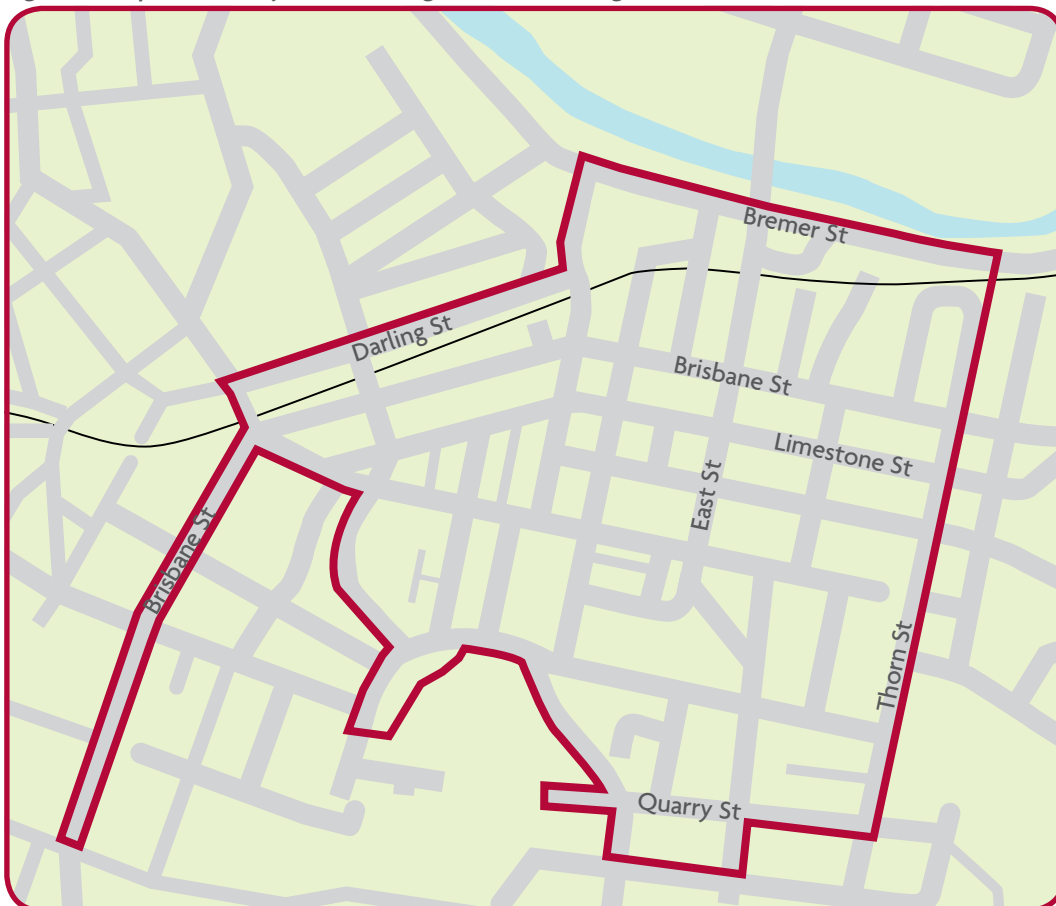 Bremer St
Darling St
Brisbane St
Limestone St
East St
Brisbane St
Thorn St
Quarry St